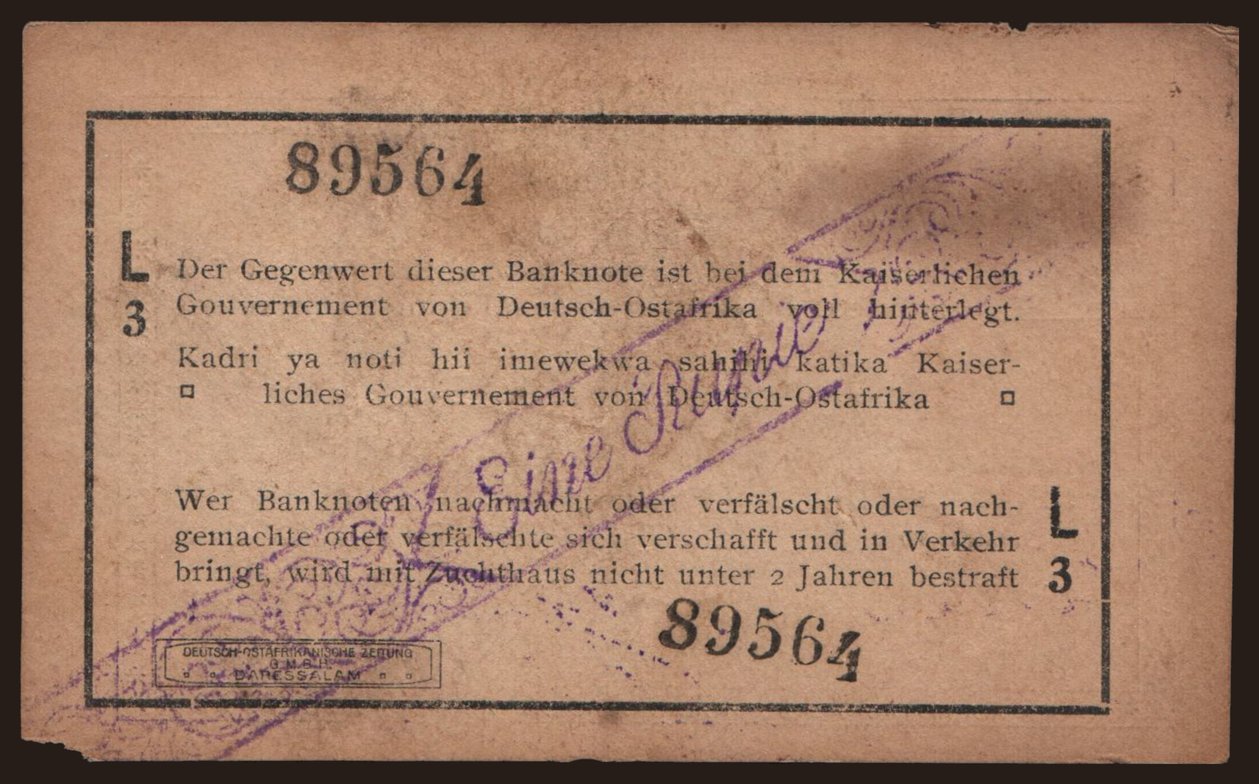 89564
L
3
Der Gegenwert dieser Banknote ist bei dem Kaiserlichen
Gouvernement von Deutsch-Ostafrika voll hinterlegt.
Kadri ya noti hii imewekwa sahihi katika Kaiser-
liches Gouvernement von Deutsch-Ostafrika
Eine Rupie
Wer Banknoten nachmacht oder verfälscht oder nach-
gemachte oder verfälschte sich verschafft und in Verkehr
bringt, wird mit Zuchthaus nicht unter 2 Jahren bestraft
L
3
89564
DEUTSCH-OSTAFRIKANISCHE ZEITUNG
G.M.B.H.
DARESSALAM